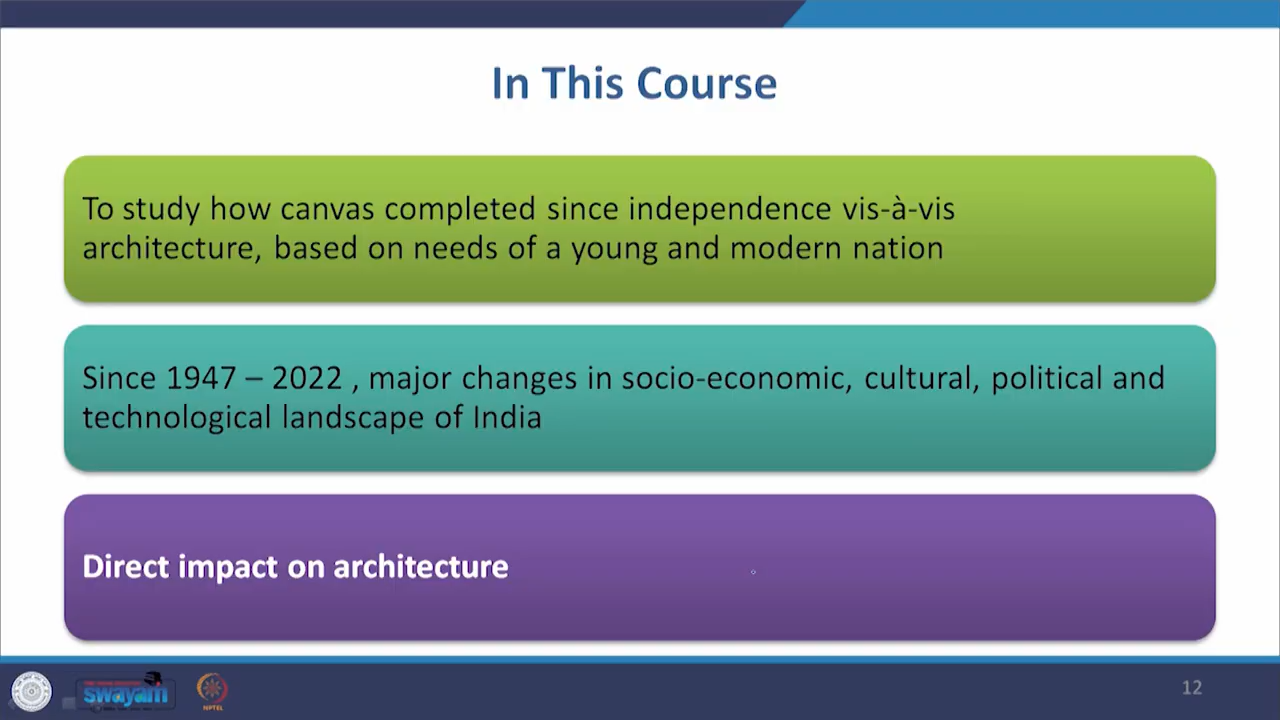 In This Course
To study how canvas completed since independence vis-à-vis
architecture, based on needs of a young and modern nation
Since 1947 – 2022 , major changes in socio-economic, cultural, political and
technological landscape of India
Direct impact on architecture
swayam
NPTEL
12